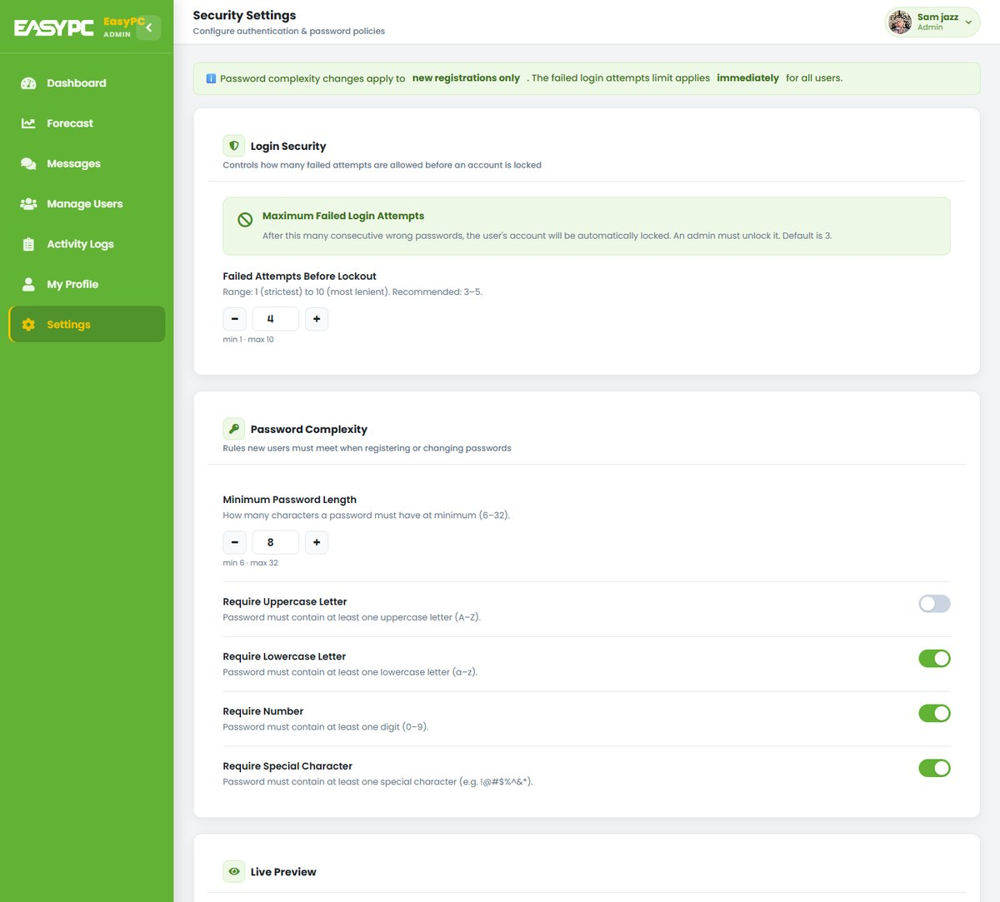 EASYPC
EasyPC
ADMIN
Dashboard
Forecast
Messages
Manage Users
Activity Logs
My Profile
Settings
Security Settings
Configure authentication & password policies
Sam jazz
Admin
Password complexity changes apply to new registrations only . The failed login attempts limit applies immediately for all users.
Login Security
Controls how many failed attempts are allowed before an account is locked
Maximum Failed Login Attempts
After this many consecutive wrong passwords, the user's account will be automatically locked. An admin must unlock it. Default is 3.
Failed Attempts Before Lockout
Range: 1 (strictest) to 10 (most lenient). Recommended: 3–5.
− 4 +
min 1 · max 10
Password Complexity
Rules new users must meet when registering or changing passwords
Minimum Password Length
How many characters a password must have at minimum (6–32).
− 8 +
min 6 · max 32
Require Uppercase Letter
Password must contain at least one uppercase letter (A–Z).
Require Lowercase Letter
Password must contain at least one lowercase letter (a–z).
Require Number
Password must contain at least one digit (0–9).
Require Special Character
Password must contain at least one special character (e.g. !@#$%^&*).
Live Preview